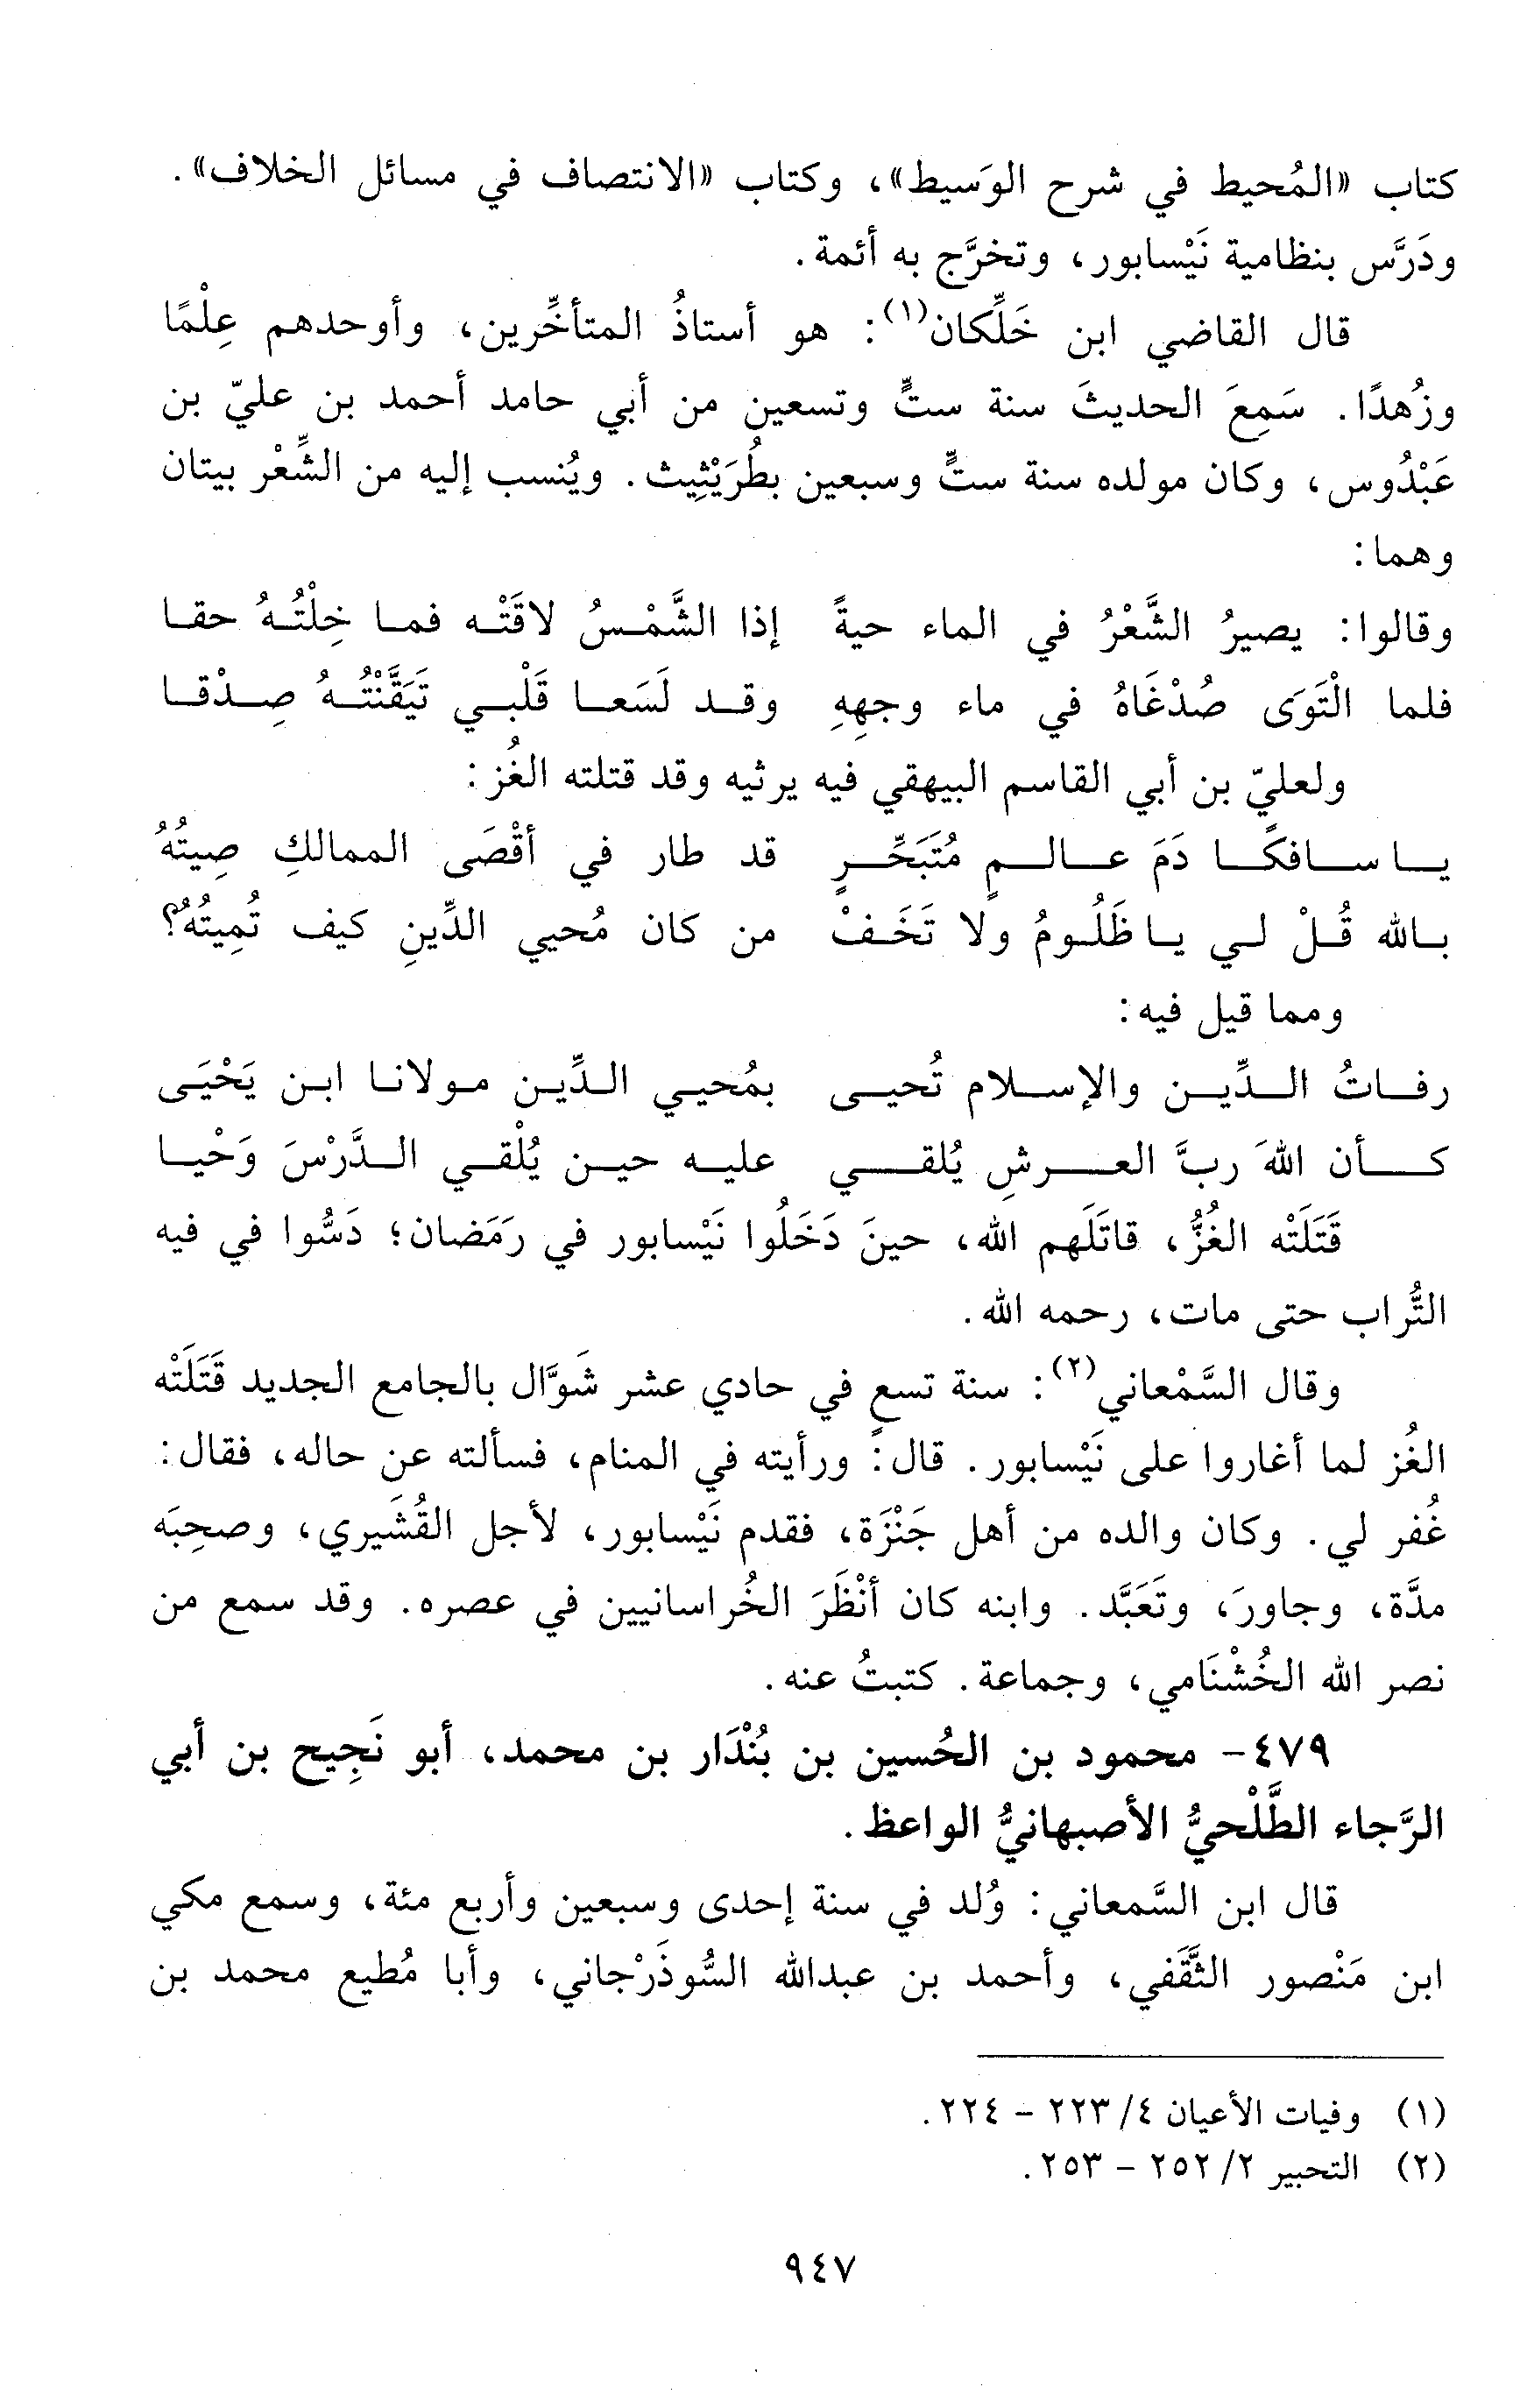 كتاب «المُحيط في شرح الوَسيط»، وكتاب «الانتصاف في مسائل الخلاف».
ودَرَّس بنظامية نَيْسابور، وتخرَّج به أئمة.
قال القاضي ابن خَلِّكان(١): هو أستاذُ المتأخِّرين، وأوحدهم عِلْمًا
وزُهدًا. سَمِعَ الحديثَ سنة ستٍّ وتسعين من أبي حامد أحمد بن عليّ بن
عَبْدُوس، وكان مولده سنة ستٍّ وسبعين بطُرَيْثِيث. ويُنسب إليه من الشِّعْر بيتان
وهما:
وقالوا: يصيرُ الشَّعْرُ في الماء حيةً إذا الشَّمْسُ لاقَتْه فما خِلْتُهُ حقا
فلما الْتَوَى صُدْغَاهُ في ماء وجهِهِ وقد لَسَعا قَلْبي تَيَقَّنْتُهُ صِدْقا
ولعليّ بن أبي القاسم البيهقي فيه يرثيه وقد قتلته الغُز:
يا سافكًا دَمَ عالمٍ مُتَبَحِّرٍ قد طار في أقْصَى الممالكِ صِيتُهُ
بالله قُلْ لي يا ظَلُومُ ولا تَخَفْ من كان مُحيي الدِّينِ كيف تُمِيتُهُ؟
ومما قيل فيه:
رفاتُ الدِّين والإسلام تُحيى بمُحيي الدِّين مولانا ابن يَحْيَى
كأن اللهَ ربَّ العرشِ يُلقي عليه حين يُلْقي الدَّرْسَ وَحْيا
قَتَلَتْه الغُزُّ، قاتَلَهم الله، حينَ دَخَلُوا نَيْسابور في رَمَضان؛ دَسُّوا في فيه
التُّراب حتى مات، رحمه الله.
وقال السَّمْعاني(٢): سنة تسعٍ في حادي عشر شَوَّال بالجامع الجديد قَتَلَتْه
الغُز لما أغاروا على نَيْسابور. قال: ورأيته في المنام، فسألته عن حاله، فقال:
غُفر لي. وكان والده من أهل جَنْزَة، فقدم نَيْسابور، لأجل القُشَيري، وصحِبَه
مدَّة، وجاورَ، وتَعَبَّد. وابنه كان أنْظَرَ الخُراسانيين في عصره. وقد سمع من
نصر الله الخُشْنَامي، وجماعة. كتبتُ عنه.
٤٧٩- محمود بن الحُسين بن بُنْدَار بن محمد، أبو نَجِيح بن أبي
الرَّجاء الطَّلْحيُّ الأصبهانيُّ الواعظ.
قال ابن السَّمعاني: وُلد في سنة إحدى وسبعين وأربع مئة، وسمع مكي
ابن مَنْصور الثَّقَفي، وأحمد بن عبدالله السُّوذَرْجاني، وأبا مُطيع محمد بن
(١) وفيات الأعيان ٤/ ٢٢٣ - ٢٢٤.
(٢) التحبير ٢/ ٢٥٢ - ٢٥٣.
٩٤٧